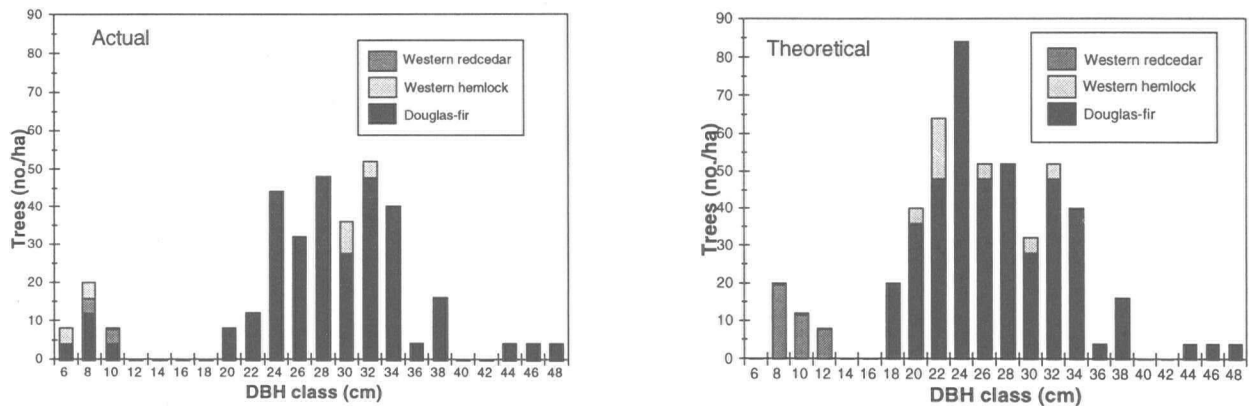 Actual
Western redcedar
Western hemlock
Douglas-fir
Trees (no./ha)
90
80
70
60
50
40
30
20
10
0
6 8 10 12 14 16 18 20 22 24 26 28 30 32 34 36 38 40 42 44 46 48
DBH class (cm)
Theoretical
Western redcedar
Western hemlock
Douglas-fir
Trees (no./ha)
90
80
70
60
50
40
30
20
10
0
6 8 10 12 14 16 18 20 22 24 26 28 30 32 34 36 38 40 42 44 46 48
DBH class (cm)